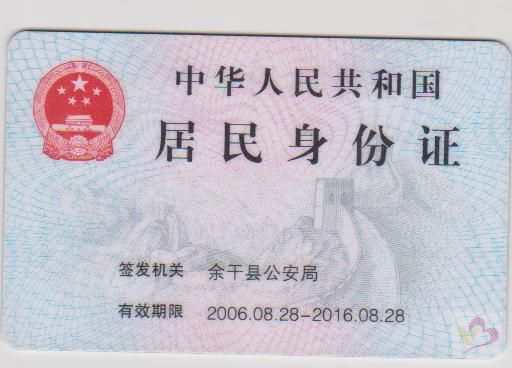 中华人民共和国
居民身份证
签发机关 余干县公安局
有效期限 2006.08.28-2016.08.28